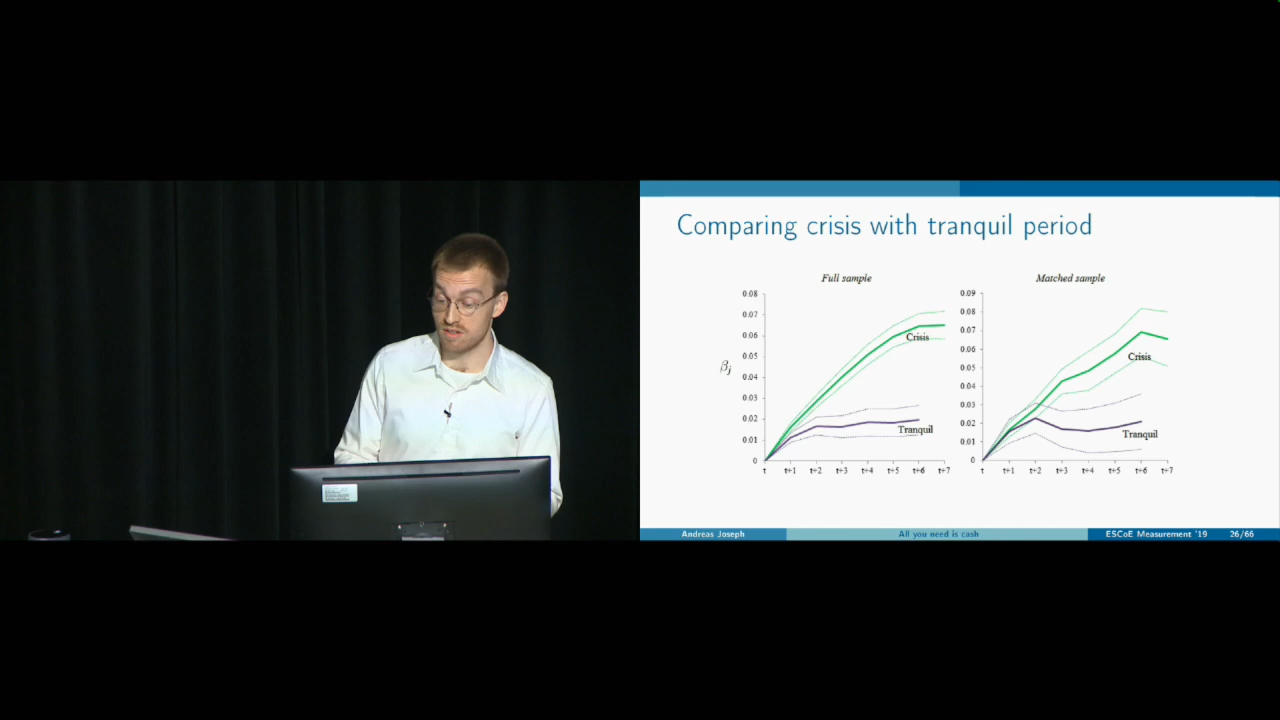 Comparing crisis with tranquil period
Full sample
0.08
0.07
0.06
0.05
0.04
0.03
0.02
0.01
0
βj
Crisis
Tranquil
t t+1 t+2 t+3 t+4 t+5 t+6 t+7
Matched sample
0.09
0.08
0.07
0.06
0.05
0.04
0.03
0.02
0.01
0
Crisis
Tranquil
t t+1 t+2 t+3 t+4 t+5 t+6 t+7
Andreas Joseph All you need is cash ESCoE Measurement '19 26/66